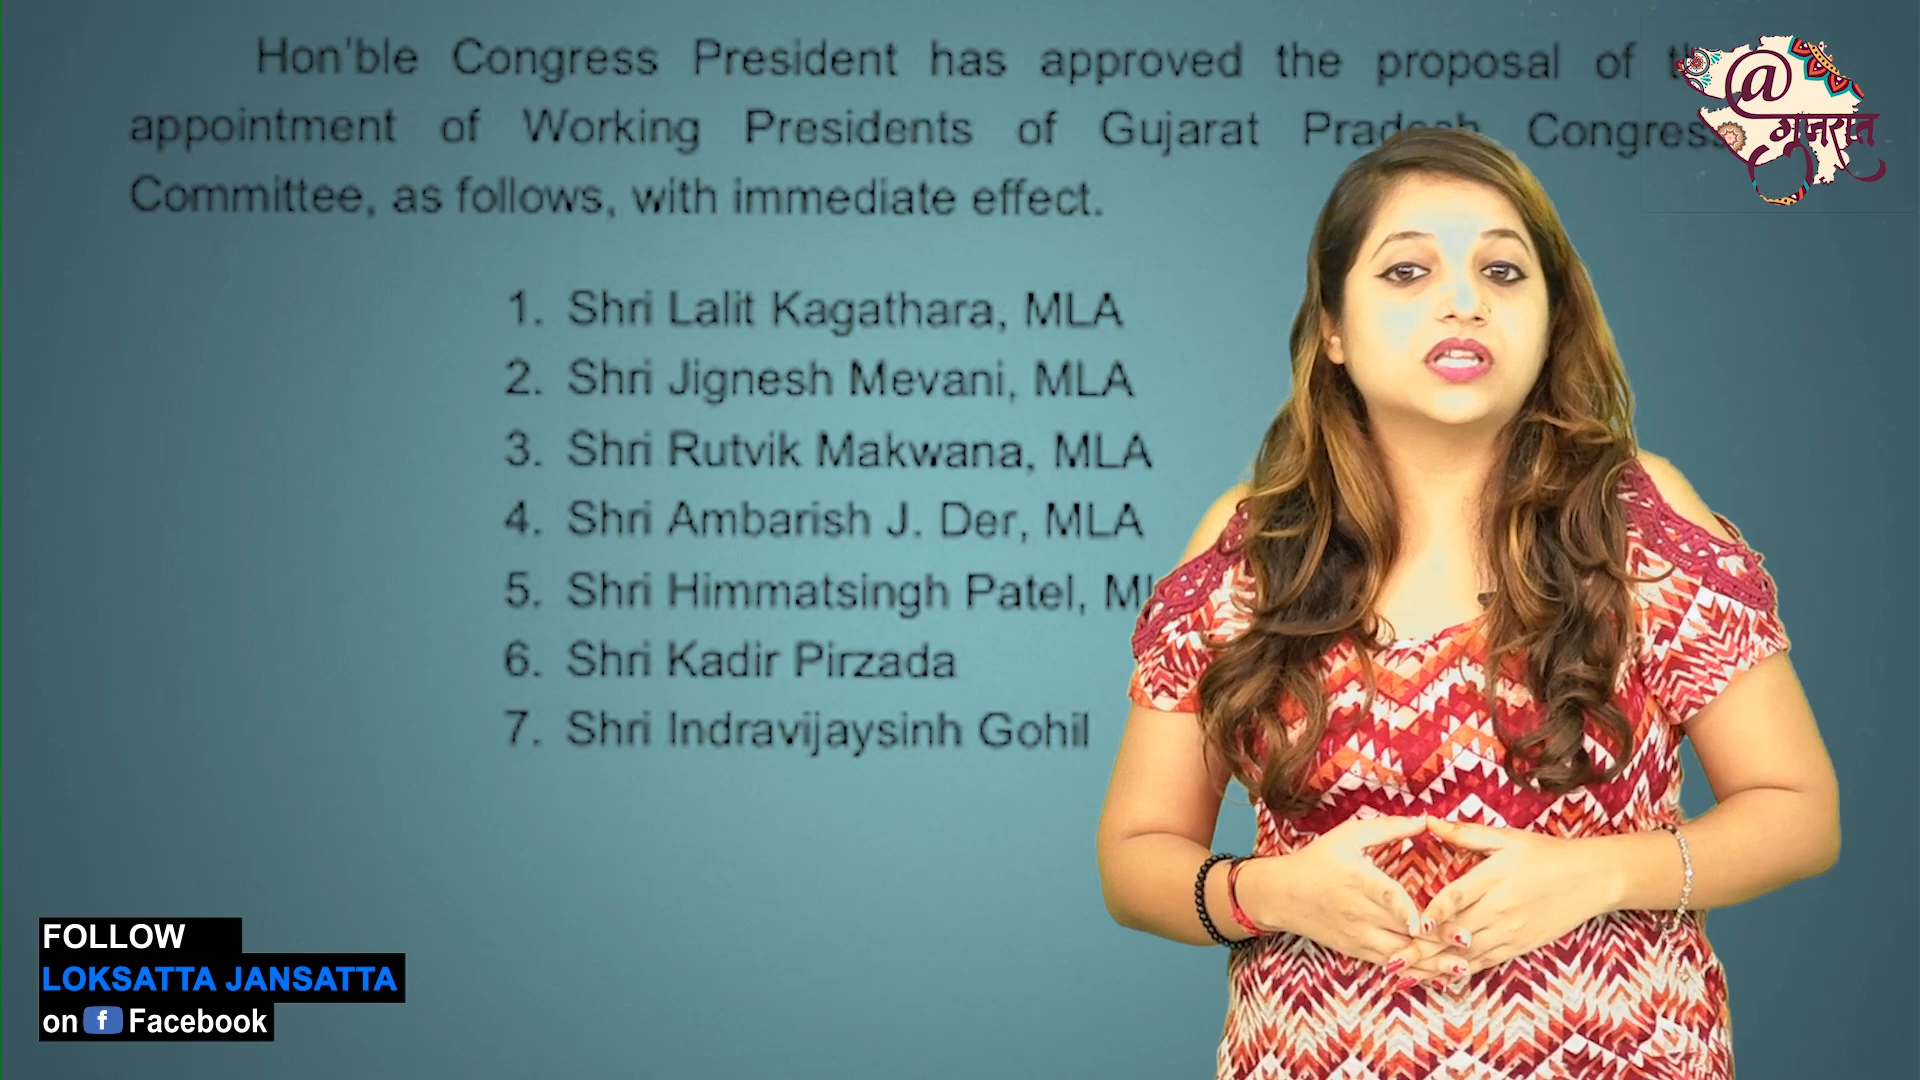 Hon'ble Congress President has approved the proposal of
appointment of Working Presidents of Gujarat Pradesh Congress
Committee, as follows, with immediate effect.
1. Shri Lalit Kagathara, MLA
2. Shri Jignesh Mevani, MLA
3. Shri Rutvik Makwana, MLA
4. Shri Ambarish J. Der, MLA
5. Shri Himmatsingh Patel,
6. Shri Kadir Pirzada
7. Shri Indravijaysinh Gohil
@
गुजरात
FOLLOW
LOKSATTA JANSATTA
on f Facebook